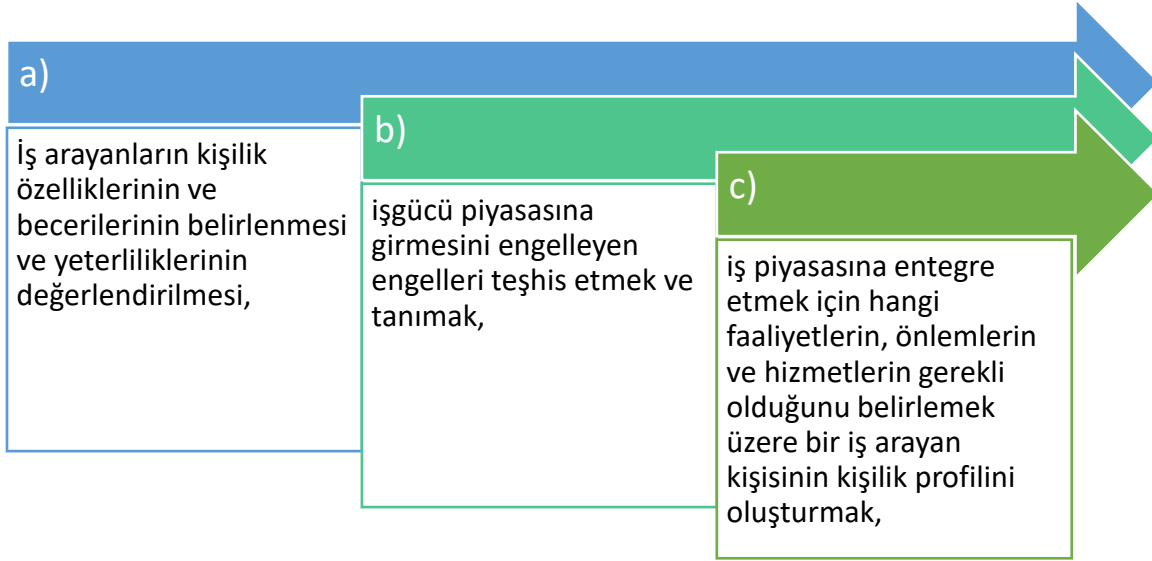 a)
İş arayanların kişilik
özelliklerinin ve
becerilerinin belirlenmesi
ve yeterliliklerinin
değerlendirilmesi,
b)
işgücü piyasasına
girmesini engelleyen
engelleri teşhis etmek ve
tanımak,
c)
iş piyasasına entegre
etmek için hangi
faaliyetlerin, önlemlerin
ve hizmetlerin gerekli
olduğunu belirlemek
üzere bir iş arayan
kişisinin kişilik profilini
oluşturmak,